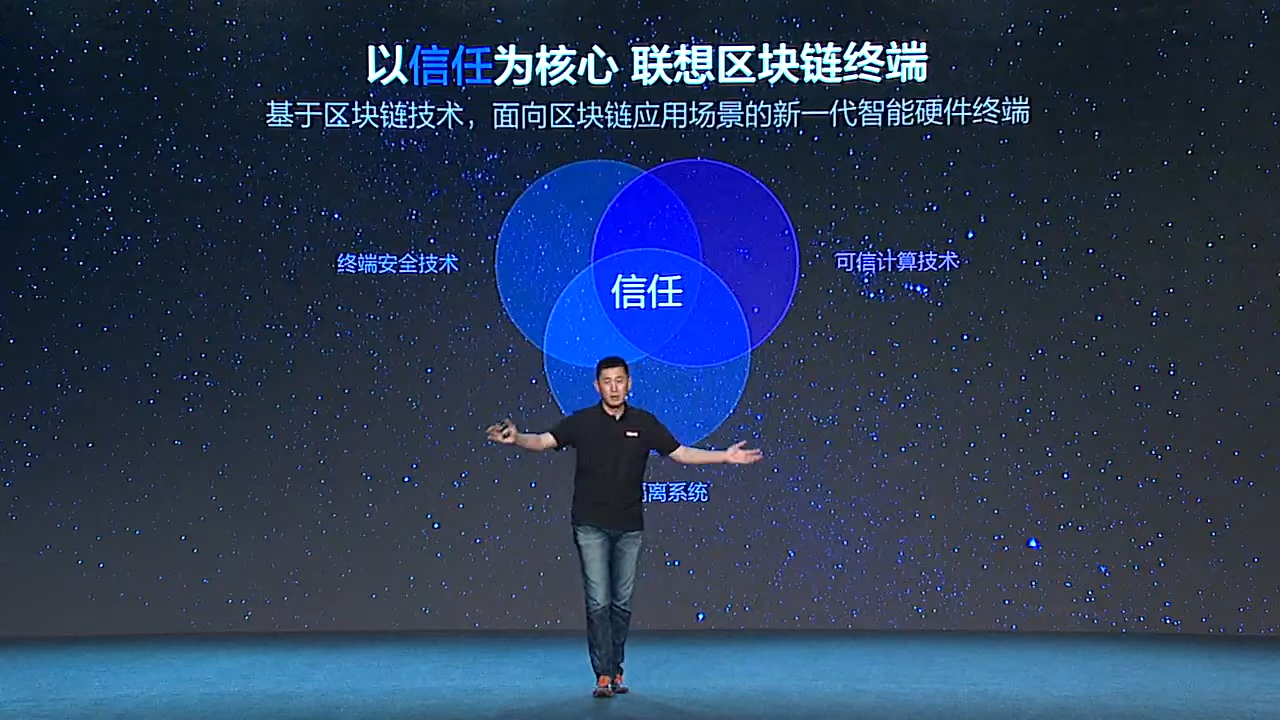 以信任为核心 联想区块链终端
基于区块链技术，面向区块链应用场景的新一代智能硬件终端
终端安全技术
可信计算技术
信任
离系统